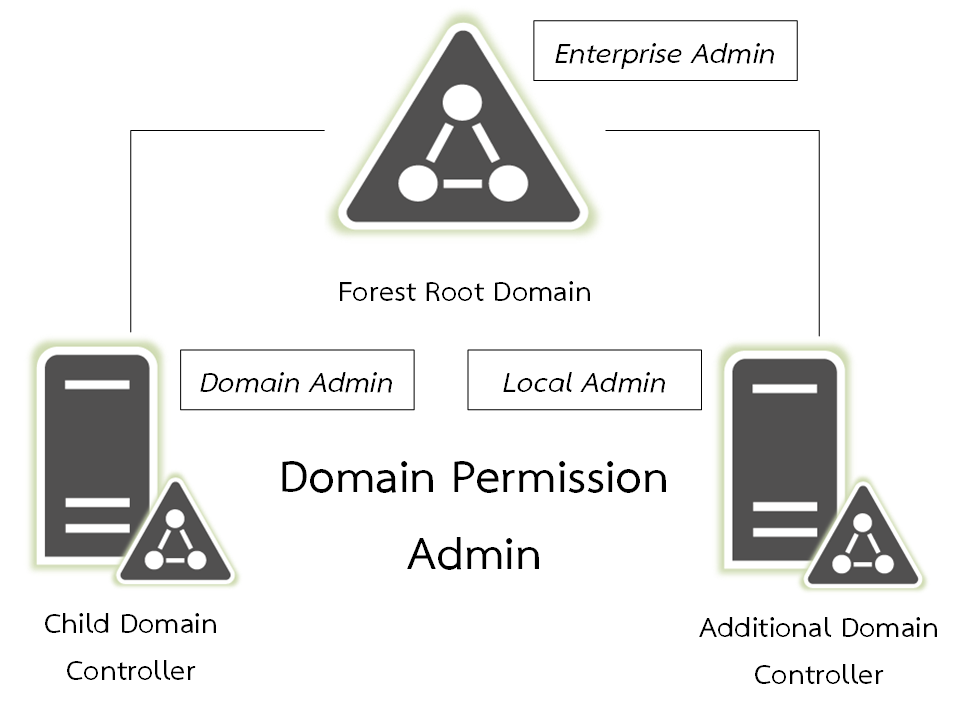 Enterprise Admin
Forest Root Domain
Domain Admin
Local Admin
Domain Permission
Admin
Child Domain
Controller
Additional Domain
Controller